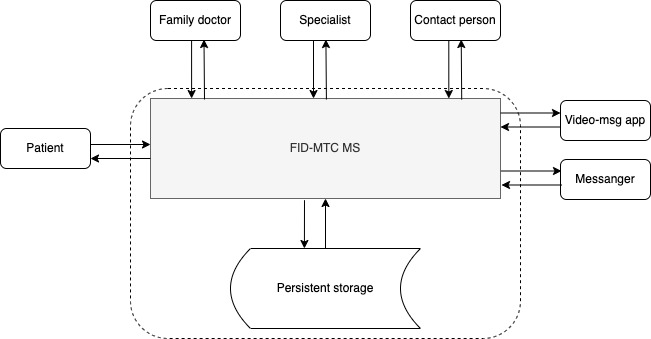 Family doctor
Specialist
Contact person
Video-msg app
FID-MTC MS
Patient
Messanger
Persistent storage